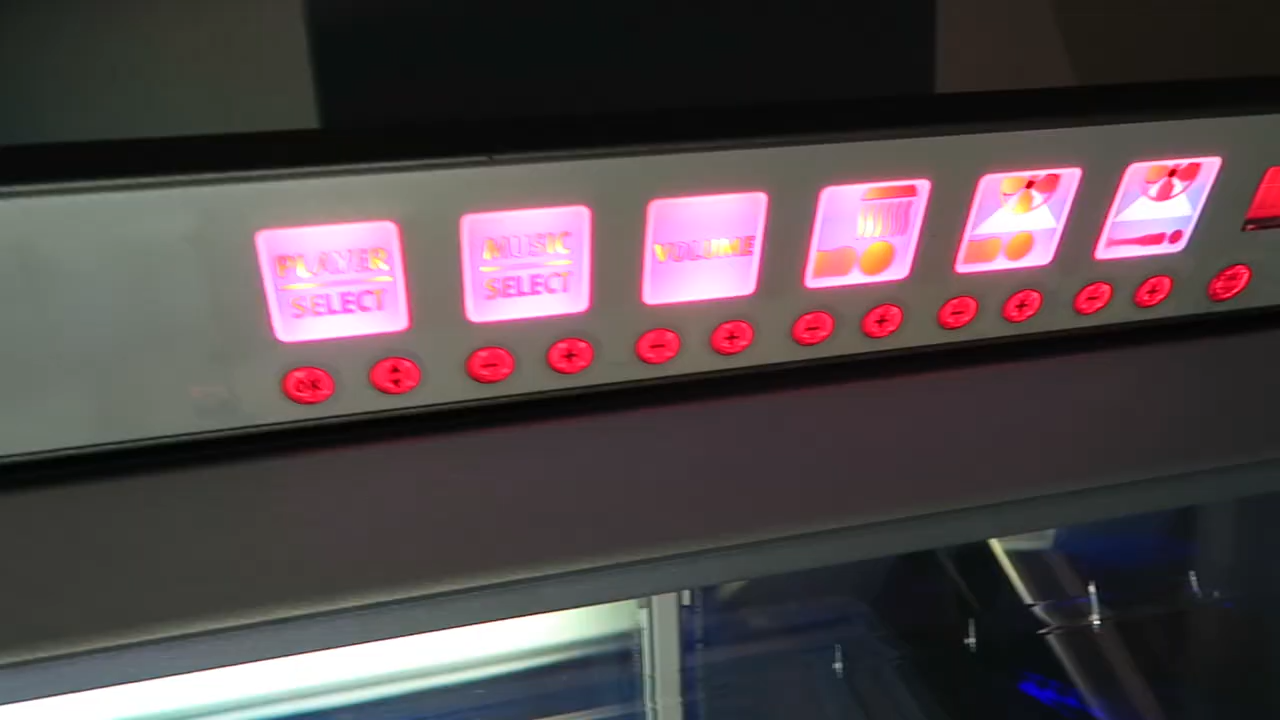 PLAYER
SELECT
MUSIC
SELECT
VOLUME
OK
- +
- +
- +
- +
- +